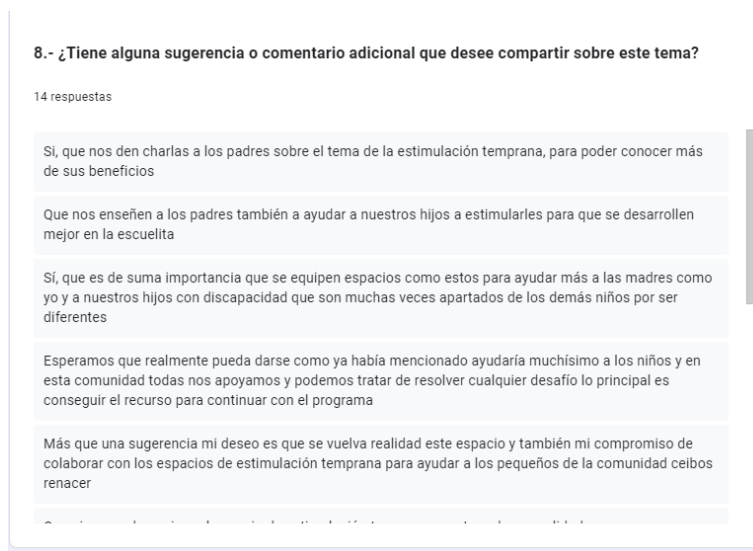 8.- ¿Tiene alguna sugerencia o comentario adicional que desee compartir sobre este tema?
14 respuestas
Si, que nos den charlas a los padres sobre el tema de la estimulación temprana, para poder conocer más
de sus beneficios
Que nos enseñen a los padres también a ayudar a nuestros hijos a estimularles para que se desarrollen
mejor en la escuelita
Sí, que es de suma importancia que se equipen espacios como estos para ayudar más a las madres como
yo y a nuestros hijos con discapacidad que son muchas veces apartados de los demás niños por ser
diferentes
Esperamos que realmente pueda darse como ya había mencionado ayudaría muchísimo a los niños y en
esta comunidad todas nos apoyamos y podemos tratar de resolver cualquier desafío lo principal es
conseguir el recurso para continuar con el programa
Más que una sugerencia mi deseo es que se vuelva realidad este espacio y también mi compromiso de
colaborar con los espacios de estimulación temprana para ayudar a los pequeños de la comunidad ceibos
renacer